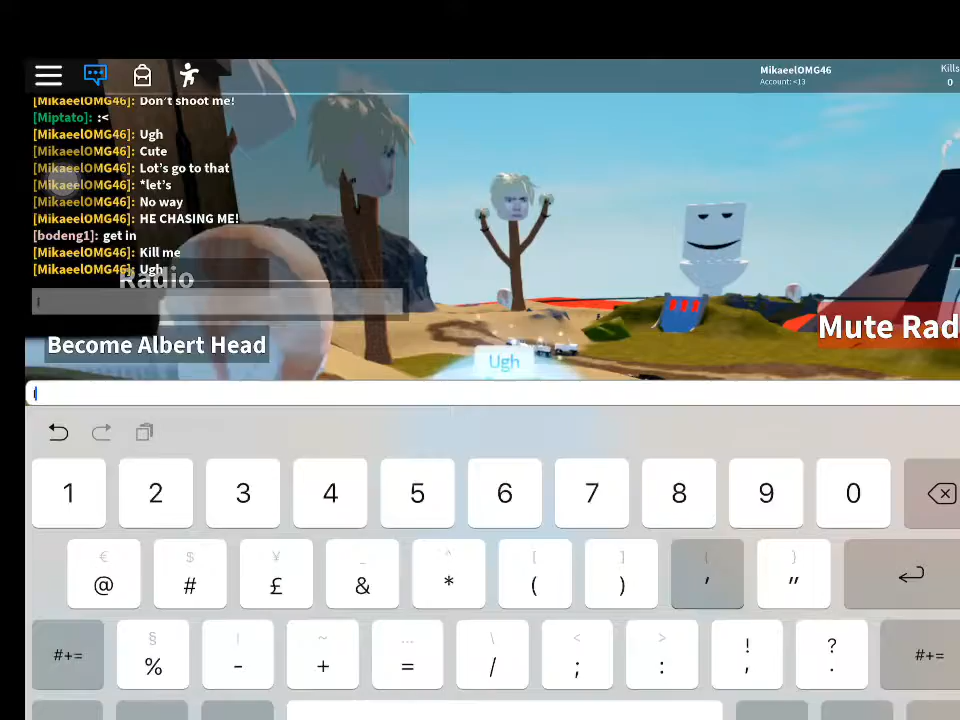 MikaeelOMG46
Account: <13
Kills
0
[MikaeelOMG46]: Don't shoot me!
[Miptato]: :<
[MikaeelOMG46]: Ugh
[MikaeelOMG46]: Cute
[MikaeelOMG46]: Lot's go to that
[MikaeelOMG46]: *let's
[MikaeelOMG46]: No way
[MikaeelOMG46]: HE CHASING ME!
[bodeng1]: get in
[MikaeelOMG46]: Kill me
[MikaeelOMG46]: Ugh
Radio
Become Albert Head
Mute Rad
Ugh
1 2 3 4 5 6 7 8 9 0
€ $ ¥ _ ^ [ ] { }
@ # £ & * ( ) ' "
§ | ~ … \ < > ! ?
#+= % - + = / ; : , . #+=